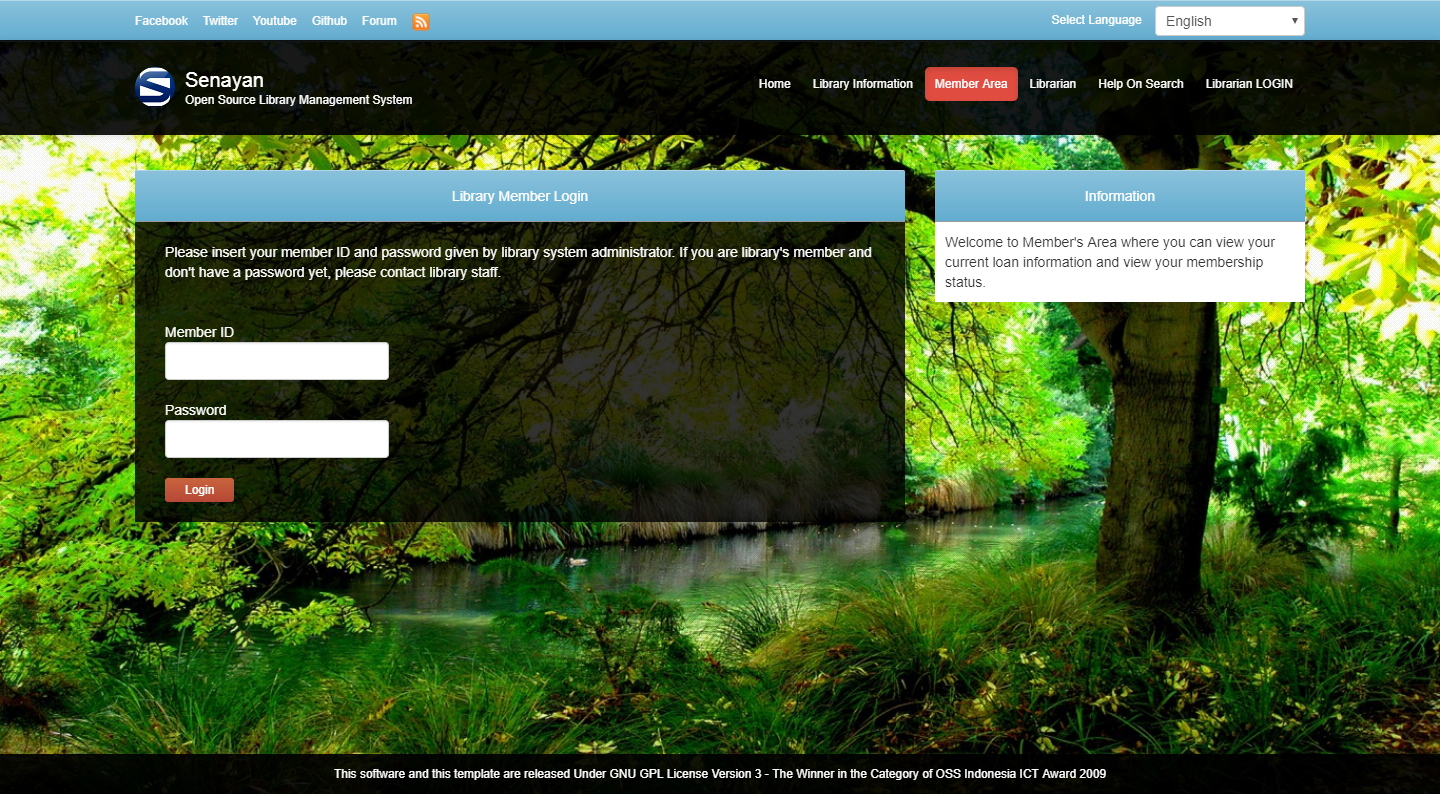 Facebook Twitter Youtube Github Forum Select Language English
Senayan
Open Source Library Management System
Home Library Information Member Area Librarian Help On Search Librarian LOGIN
Library Member Login
Please insert your member ID and password given by library system administrator. If you are library's member and
don't have a password yet, please contact library staff.
Member ID
Password
Login
Information
Welcome to Member's Area where you can view your
current loan information and view your membership
status.
This software and this template are released Under GNU GPL License Version 3 - The Winner in the Category of OSS Indonesia ICT Award 2009